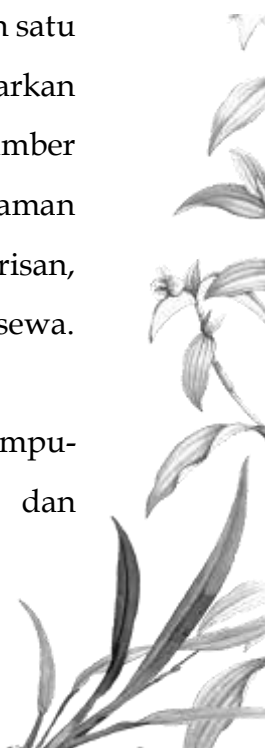 n satu
arkan
mber
aman
risan,
sewa.
mpu-
dan